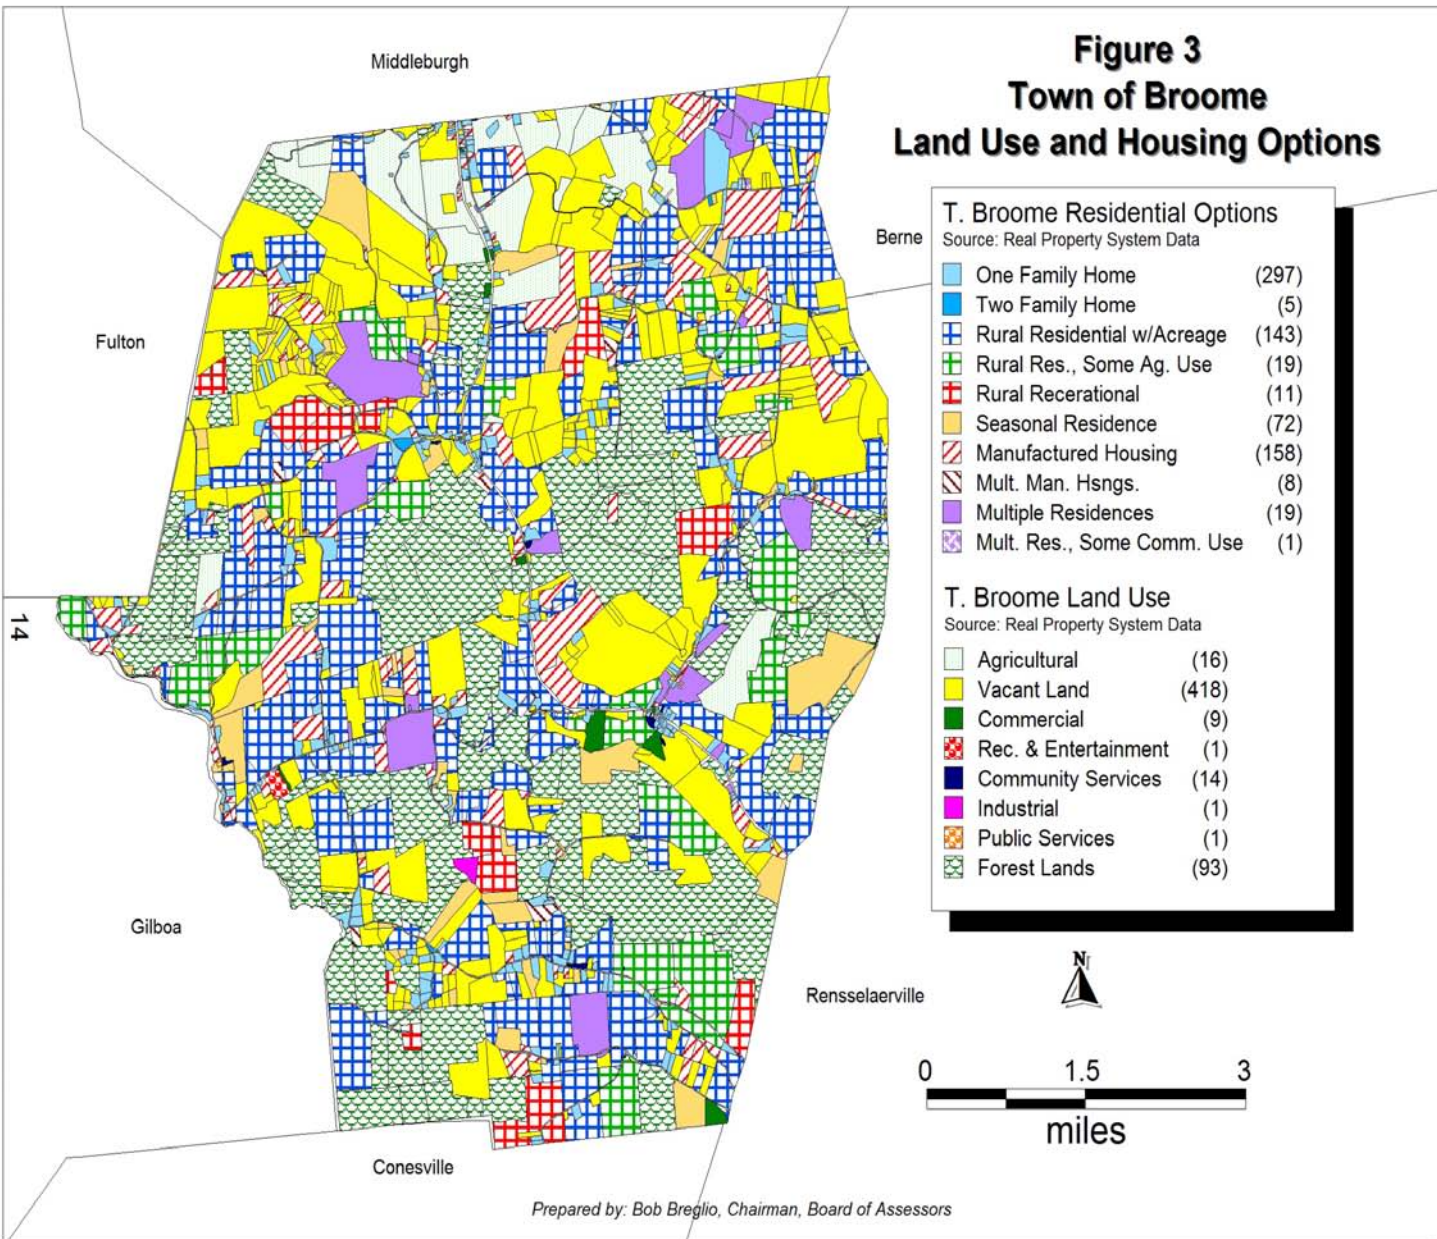 Figure 3
Town of Broome
Land Use and Housing Options
Middleburgh
Berne
Fulton
14
Gilboa
Rensselaerville
Conesville
T. Broome Residential Options
Source: Real Property System Data
One Family Home (297)
Two Family Home (5)
Rural Residential w/Acreage (143)
Rural Res., Some Ag. Use (19)
Rural Recerational (11)
Seasonal Residence (72)
Manufactured Housing (158)
Mult. Man. Hsngs. (8)
Multiple Residences (19)
Mult. Res., Some Comm. Use (1)
T. Broome Land Use
Source: Real Property System Data
Agricultural (16)
Vacant Land (418)
Commercial (9)
Rec. & Entertainment (1)
Community Services (14)
Industrial (1)
Public Services (1)
Forest Lands (93)
N
0 1.5 3
miles
Prepared by: Bob Breglio, Chairman, Board of Assessors